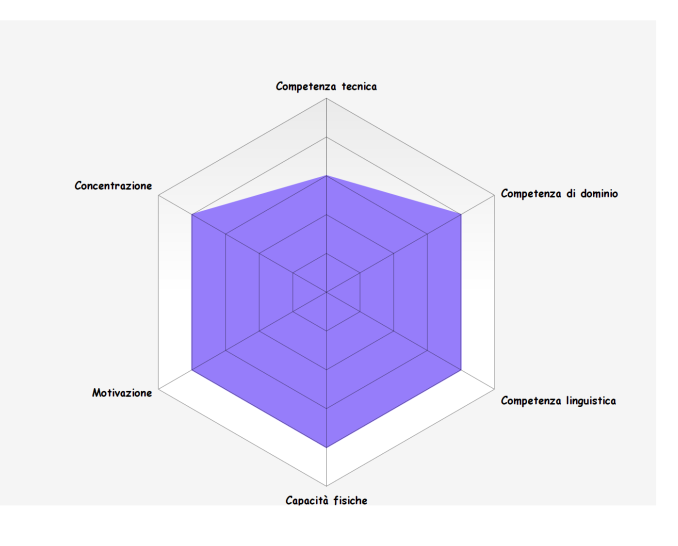 Competenza tecnica
Concentrazione
Competenza di dominio
Motivazione
Competenza linguistica
Capacità fisiche